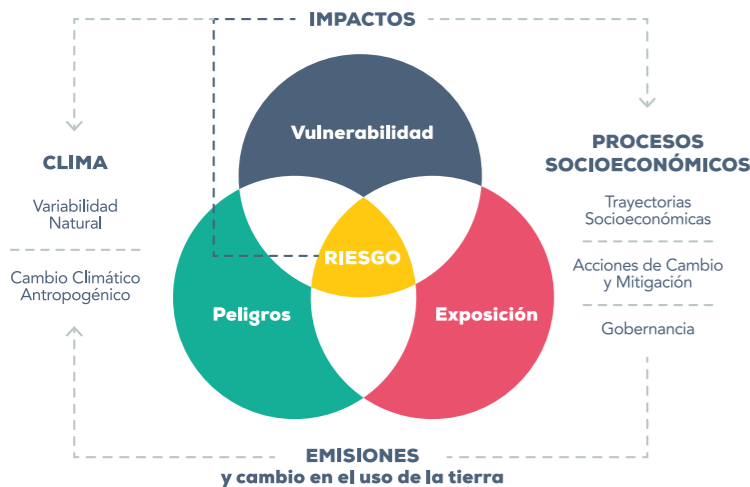 IMPACTOS
Vulnerabilidad
CLIMA
Variabilidad
Natural
Cambio Climático
Antropogénico
RIESGO
Peligros
Exposición
PROCESOS
SOCIOECONÓMICOS
Trayectorias
Socioeconómicas
Acciones de Cambio
y Mitigación
Gobernancia
EMISIONES
y cambio en el uso de la tierra